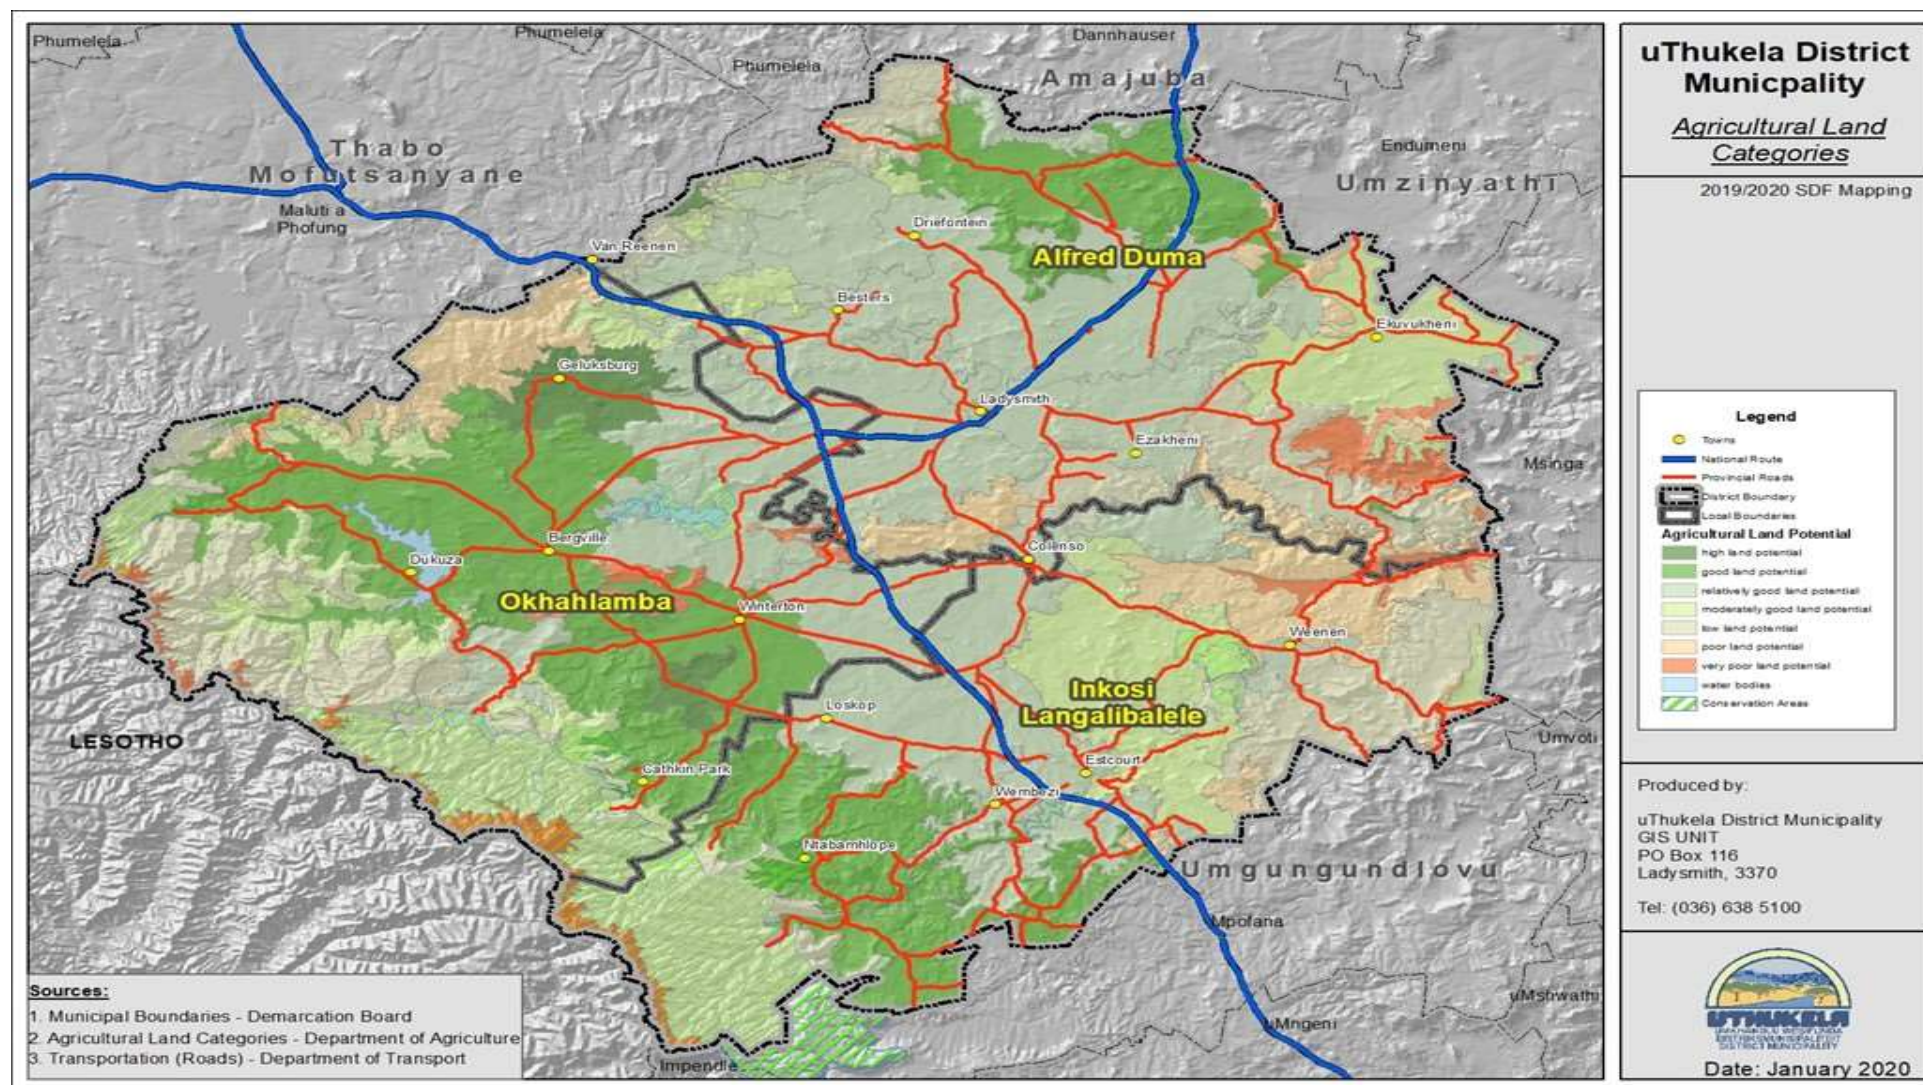 Phumelela
Phumelela
Phumelela
Dannhauser
Amajuba
Thabo
Mofutsanyane
Maluti a
Phofung
Endumeni
Umzinyathi
Van Reenen
Driefontein
Alfred Duma
Besters
Ekuvukheni
Geluksburg
Ladysmith
Ezakheni
Msinga
Bergville
Colenso
Dukuza
Okhahlamba
Winterton
Weenen
Inkosi
Langalibalele
Loskop
LESOTHO
Umvoti
Cathkin Park
Estcourt
Wembezi
Ntabamhlope
Umgungundlovu
Mpofana
uMshwathi
uMngeni
Impendle
Sources:
1. Municipal Boundaries - Demarcation Board
2. Agricultural Land Categories - Department of Agriculture
3. Transportation (Roads) - Department of Transport
uThukela District
Municpality
Agricultural Land
Categories
2019/2020 SDF Mapping
Legend
Towns
National Route
Provincial Roads
District Boundary
Local Boundaries
Agricultural Land Potential
high land potential
good land potential
relatively good land potential
moderately good land potential
low land potential
poor land potential
very poor land potential
water bodies
Conservation Areas
Produced by:
uThukela District Municipality
GIS UNIT
PO Box 116
Ladysmith, 3370
Tel: (036) 638 5100
UTHUKELA
DISTRICT MUNICIPALITY
Date: January 2020